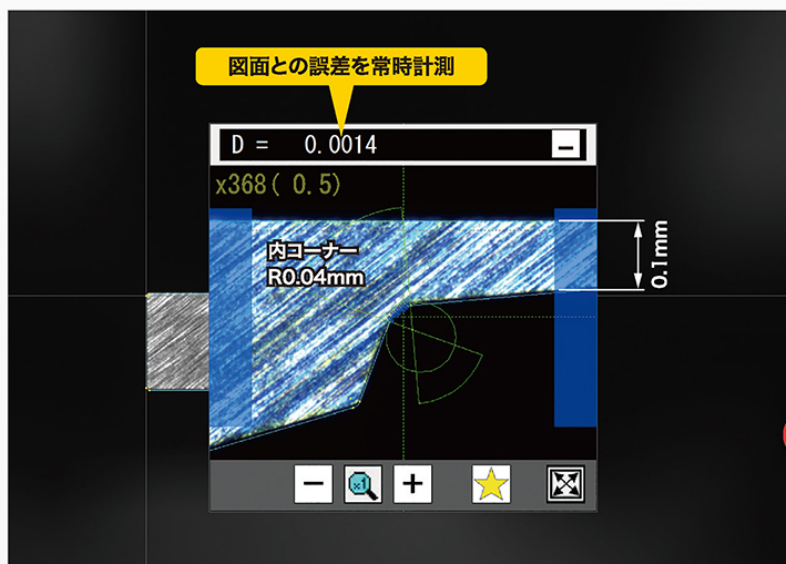 図面との誤差を常時計測
D = 0.0014
x368( 0.5)
内コーナー
R0.04mm
0.1mm
x1